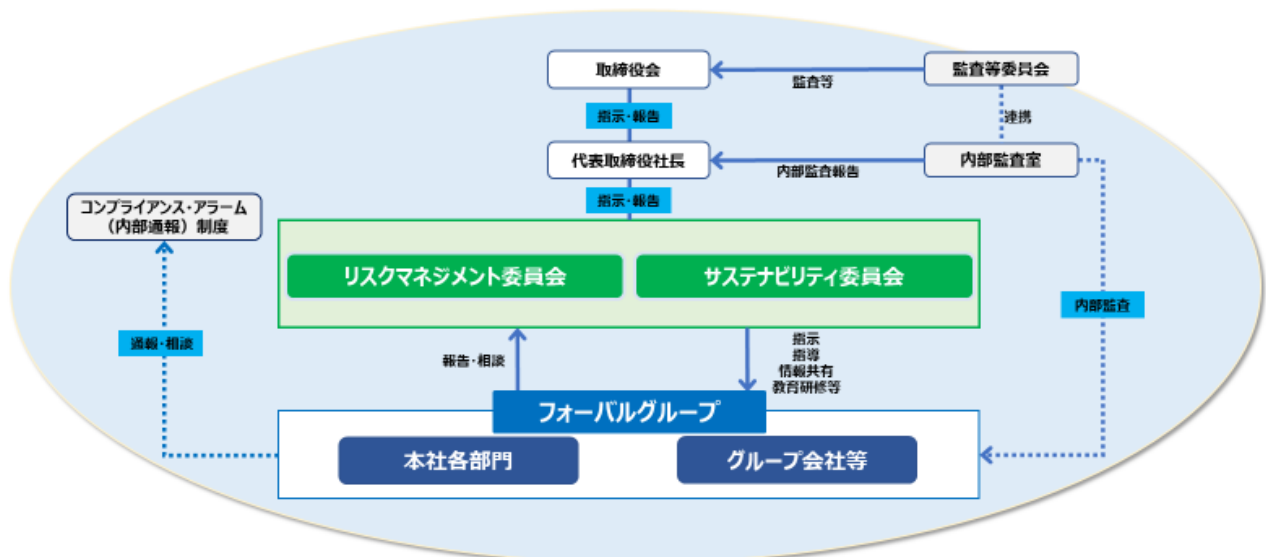 取締役会
監査等委員会
監査等
指示・報告
連携
代表取締役社長
内部監査室
内部監査報告
指示・報告
コンプライアンス・アラーム
（内部通報）制度
リスクマネジメント委員会
サステナビリティ委員会
内部監査
通報・相談
報告・相談
指示
指導
情報共有
教育研修等
フォーバルグループ
本社各部門
グループ会社等